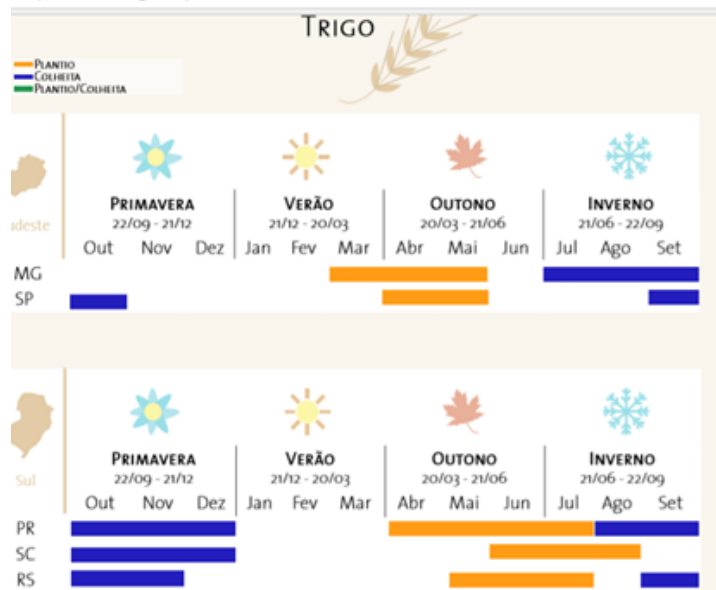 TRIGO
PLANTIO
COLHEITA
PLANTIO/COLHEITA
PRIMAVERA VERÃO OUTONO INVERNO
22/09 - 21/12 21/12 - 20/03 20/03 - 21/06 21/06 - 22/09
Out Nov Dez Jan Fev Mar Abr Mai Jun Jul Ago Set
MG
SP
PRIMAVERA VERÃO OUTONO INVERNO
Sul 22/09 - 21/12 21/12 - 20/03 20/03 - 21/06 21/06 - 22/09
Out Nov Dez Jan Fev Mar Abr Mai Jun Jul Ago Set
PR
SC
RS